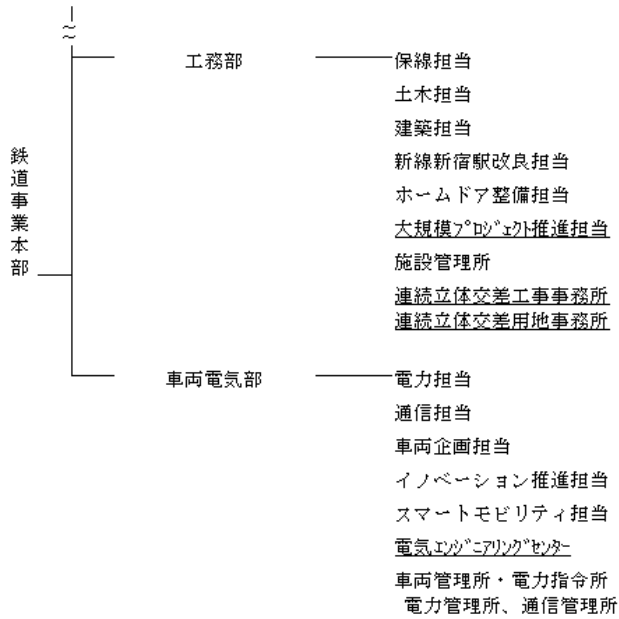 鉄道事業本部
工務部
保線担当
土木担当
建築担当
新線新宿駅改良担当
ホームドア整備担当
大規模プロジェクト推進担当
施設管理所
連続立体交差工事事務所
連続立体交差用地事務所
車両電気部
電力担当
通信担当
車両企画担当
イノベーション推進担当
スマートモビリティ担当
電気エンジニアリングセンター
車両管理所・電力指令所
電力管理所、通信管理所